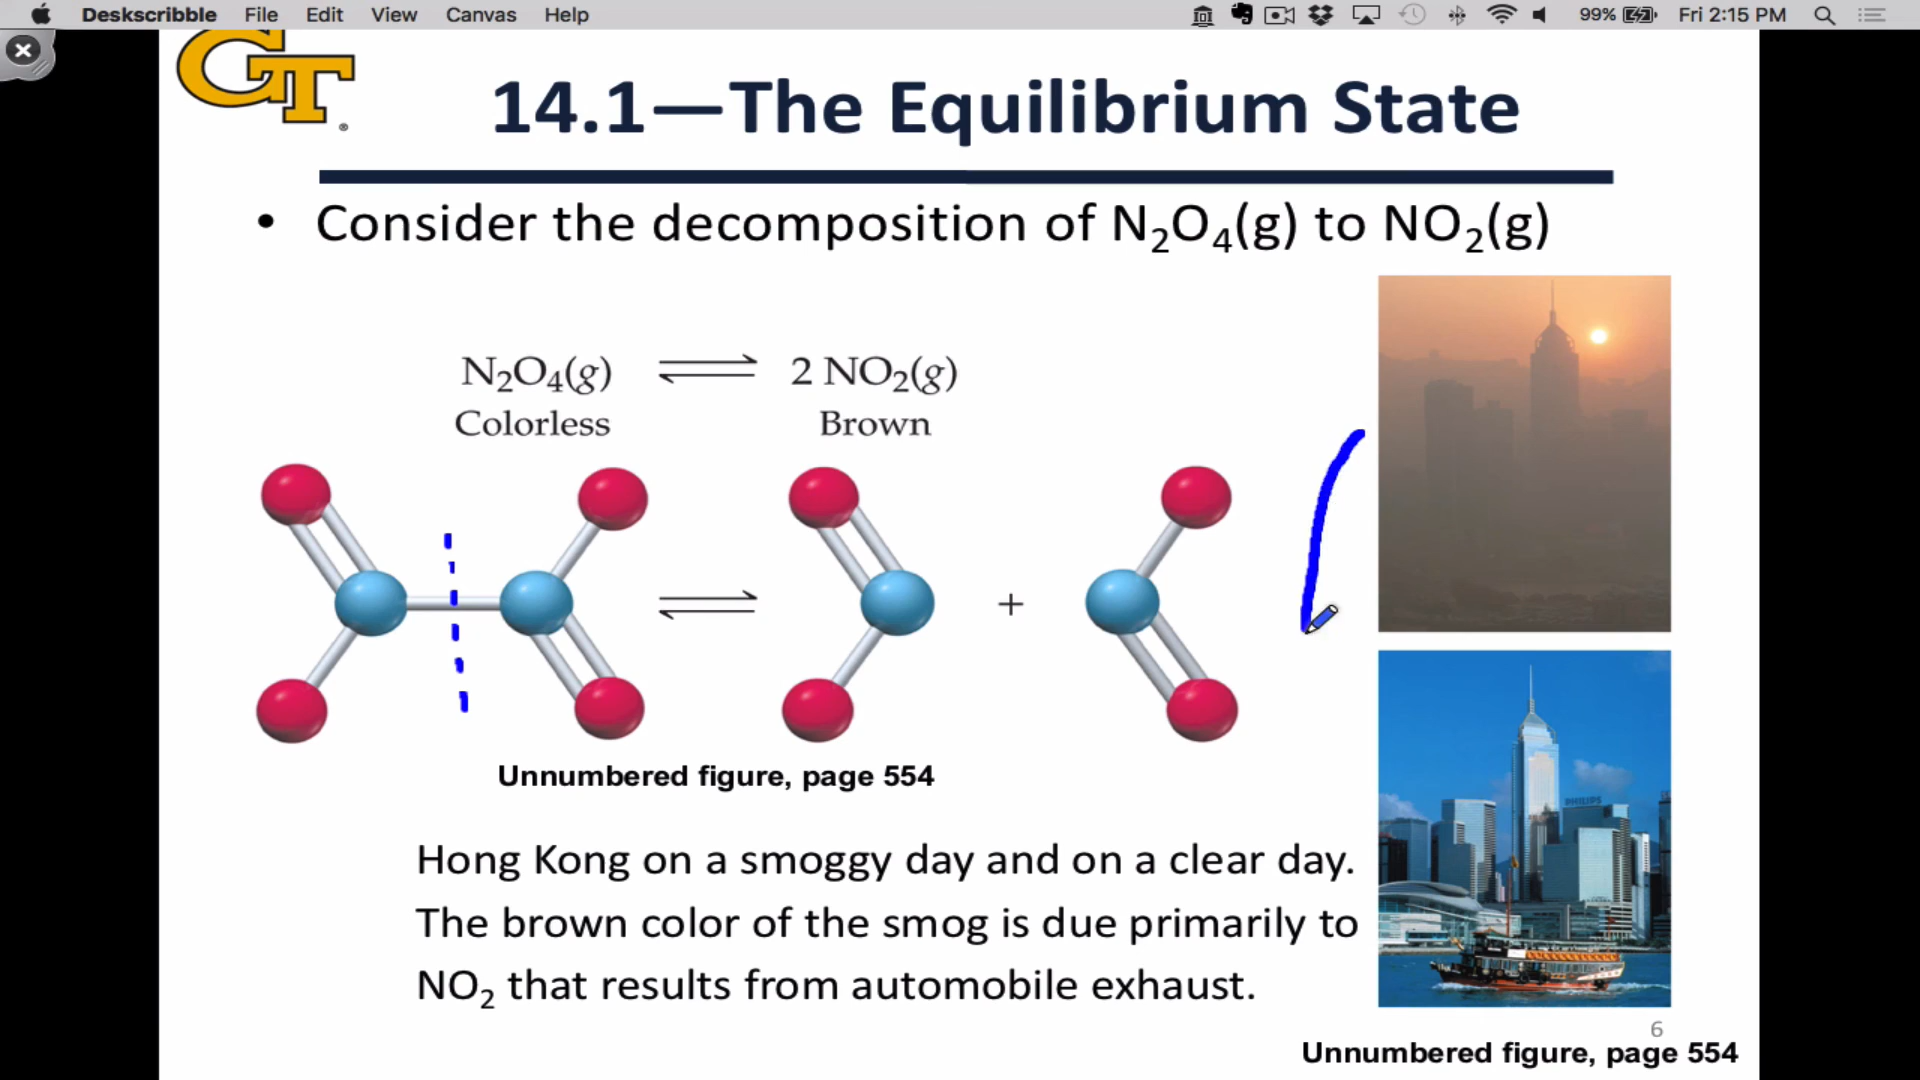 Deskscribble File Edit View Canvas Help 99% Fri 2:15 PM
GT
®
14.1—The Equilibrium State
• Consider the decomposition of N₂O₄(g) to NO₂(g)
N₂O₄(g) ⇌ 2 NO₂(g)
Colorless Brown
⇌ +
Unnumbered figure, page 554
PHILIPS
Hong Kong on a smoggy day and on a clear day.
The brown color of the smog is due primarily to
NO₂ that results from automobile exhaust.
6
Unnumbered figure, page 554